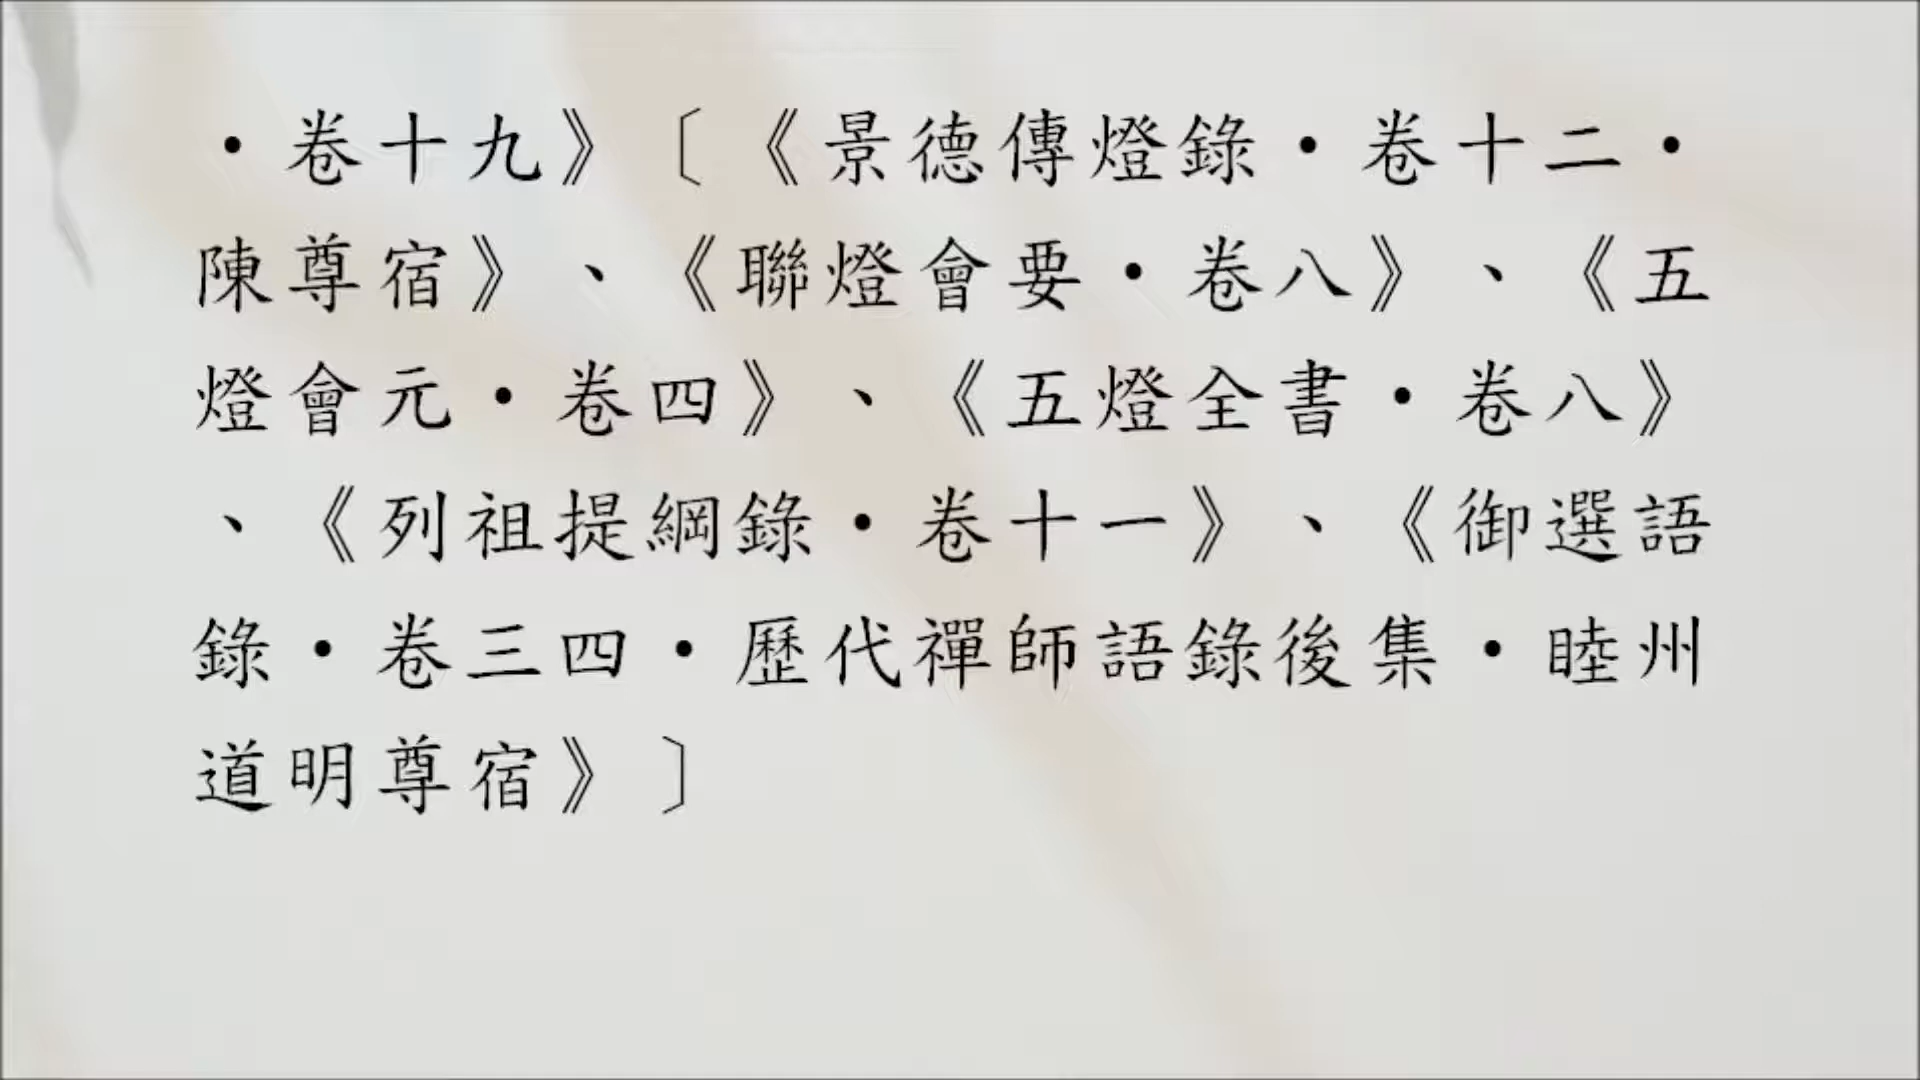 ・卷十九》〔《景德傳燈錄・卷十二・
陳尊宿》、《聯燈會要・卷八》、《五
燈會元・卷四》、《五燈全書・卷八》
、《列祖提綱錄・卷十一》、《御選語
錄・卷三四・歷代禪師語錄後集・睦州
道明尊宿》〕